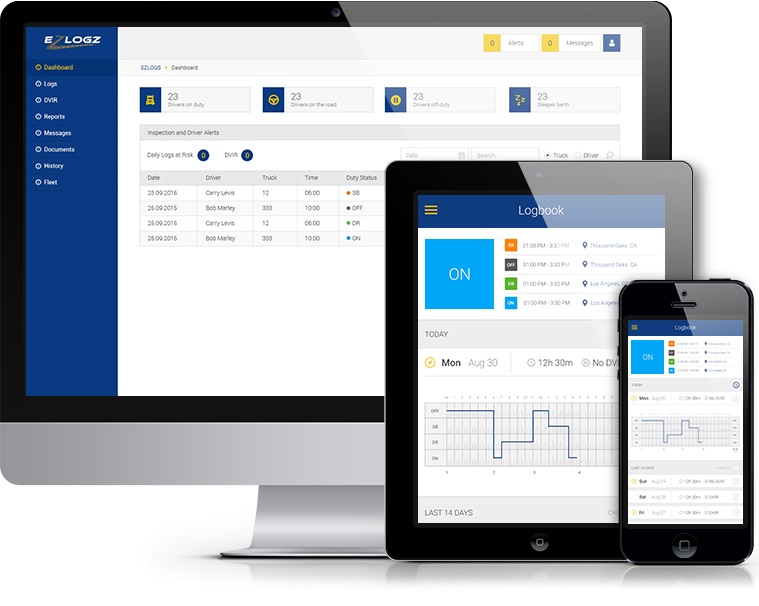 EZLOGZ
0 Alerts 0 Messages
Dashboard
Logs
DVIR
Reports
Messages
Documents
History
Fleet
EZLOGS Dashboard
23
Drivers on duty
23
Drivers on the road
23
Drivers off duty
23
Sleeper berth
Inspection and Driver Alerts
Daily Logs at Risk 0 DVIR 0 Date Search Truck Driver
Date Driver Truck Time Duty Status
23.09.2015 Carry Levis 12 06:00 SB
25.09.2015 Bob Marley 333 10:00 OFF
25.09.2015 Carry Levis 12 06:00 DR
25.09.2015 Bob Marley 333 10:00 ON
Logbook
ON
SB 01:00 PM - 3:30 PM Thousand Oaks, CA
OFF 01:00 PM - 3:30 PM Thousand Oaks, CA
DR 01:00 PM - 3:30 PM Los Angeles, 
ON 01:00 PM - 3:30 PM Los Angeles
TODAY
Mon Aug 30 12h 30m No DVI
OFF
SB
DR
ON
1 2 3 4
LAST 14 DAYS
Logbook
ON
TODAY
Mon Aug 30 12h 30m No DVIR
LAST 14 DAYS
Sun Aug 29 12h 30m No DVIR
Sat Aug 28 12h 30m DVIR
Fri Aug 27 12h 30m DVIR